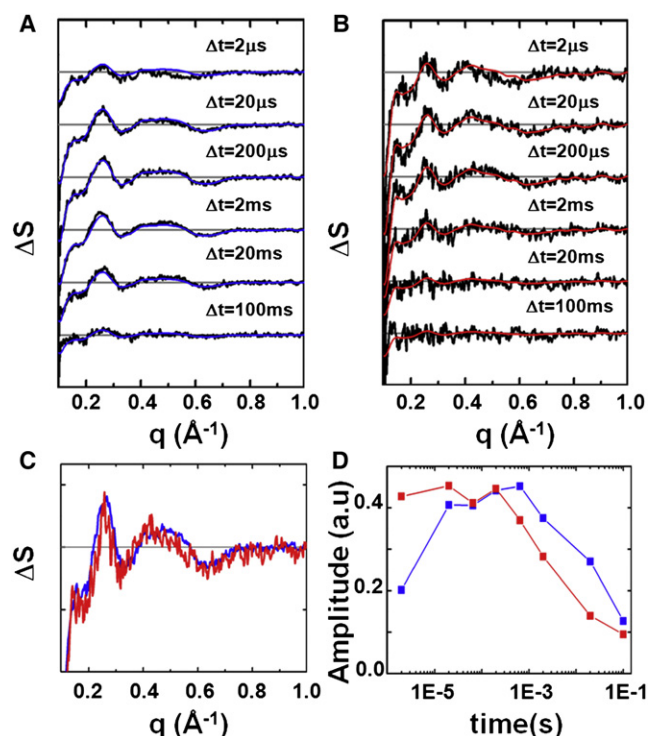 A
Δt=2μs
Δt=20μs
Δt=200μs
Δt=2ms
Δt=20ms
Δt=100ms
ΔS
0.2 0.4 0.6 0.8 1.0
q (Å-1)
B
Δt=2μs
Δt=20μs
Δt=200μs
Δt=2ms
Δt=20ms
Δt=100ms
ΔS
0.2 0.4 0.6 0.8 1.0
q (Å-1)
C
ΔS
0.2 0.4 0.6 0.8 1.0
q (Å-1)
D
Amplitude (a.u)
0.4
0.2
0.0
1E-5 1E-3 1E-1
time(s)